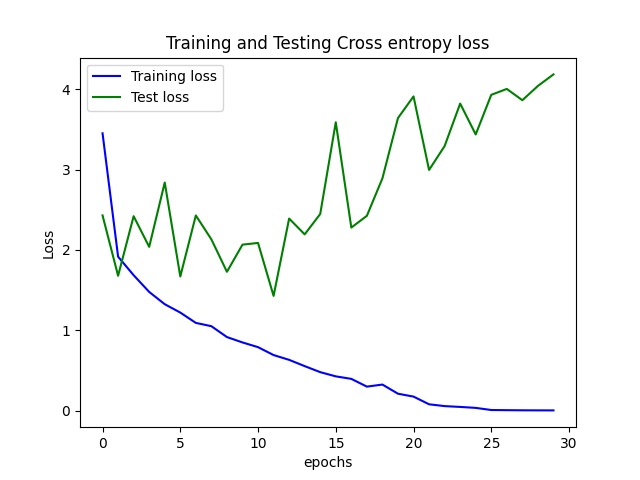 Training and Testing Cross entropy loss
Training loss
Test loss
4
3
2
1
0
Loss
0 5 10 15 20 25 30
epochs